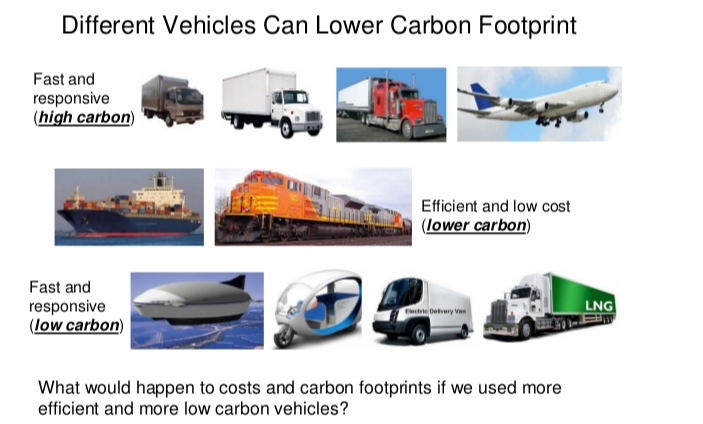 Different Vehicles Can Lower Carbon Footprint
Fast and
responsive
(high carbon)
Efficient and low cost
(lower carbon)
Fast and
responsive
(low carbon)
Electric Delivery Van
LNG
What would happen to costs and carbon footprints if we used more
efficient and more low carbon vehicles?